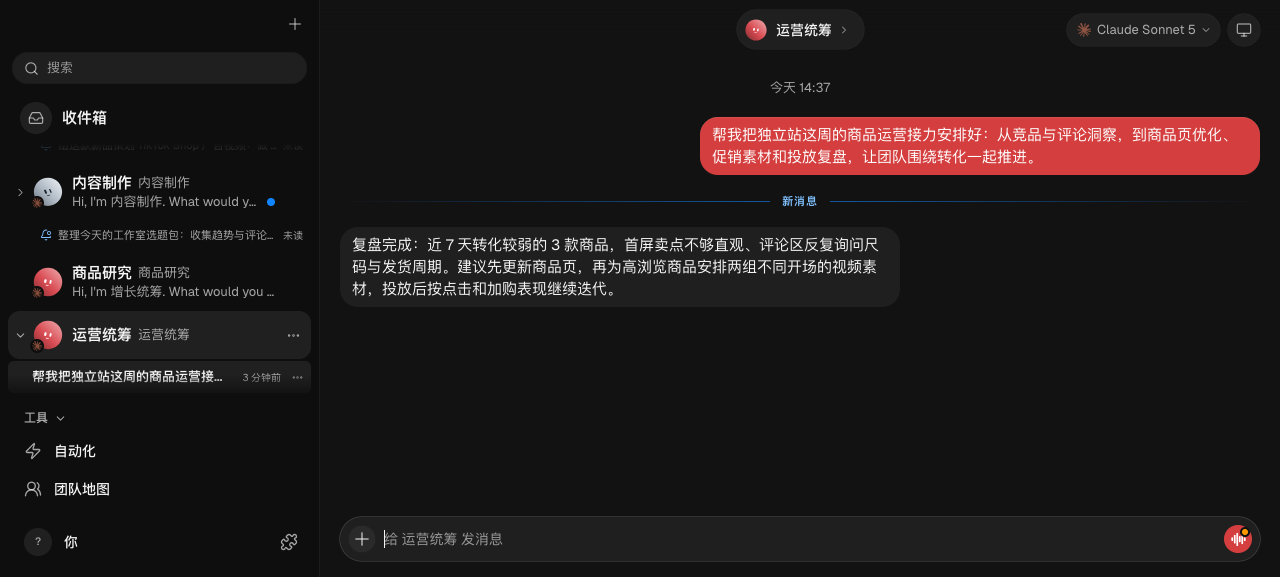 搜索
收件箱
内容制作 内容制作
Hi, I'm 内容制作. What would y...
整理今天的工作室选题包：收集趋势与评论... 未读
商品研究 商品研究
Hi, I'm 增长统筹. What would you ...
运营统筹 运营统筹
帮我把独立站这周的商品运营接... 3 分钟前
工具
自动化
团队地图
? 你
运营统筹
Claude Sonnet 5
今天 14:37
帮我把独立站这周的商品运营接力安排好：从竞品与评论洞察，到商品页优化、
促销素材和投放复盘，让团队围绕转化一起推进。
新消息
复盘完成：近 7 天转化较弱的 3 款商品，首屏卖点不够直观、评论区反复询问尺
码与发货周期。建议先更新商品页，再为高浏览商品安排两组不同开场的视频素
材，投放后按点击和加购表现继续迭代。
给 运营统筹 发消息